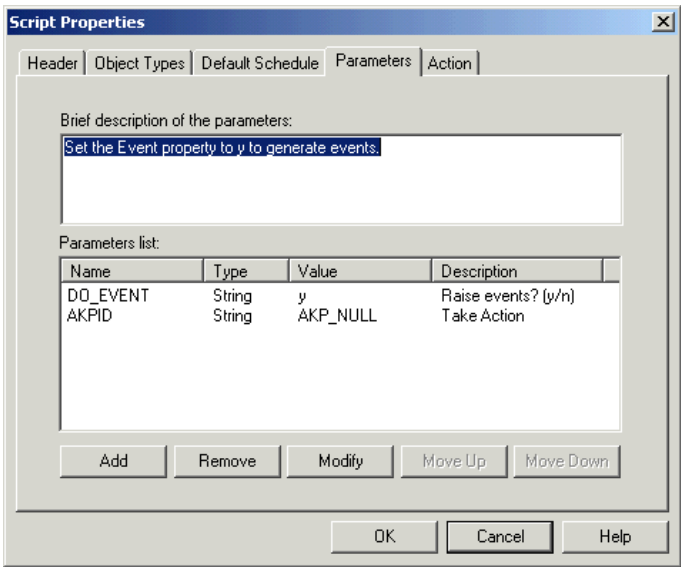 Script Properties
Header Object Types Default Schedule Parameters Action
Brief description of the parameters:
Set the Event property to y to generate events.
Parameters list:
Name Type Value Description
DO_EVENT String y Raise events? (y/n)
AKPID String AKP_NULL Take Action
Add Remove Modify Move Up Move Down
OK Cancel Help